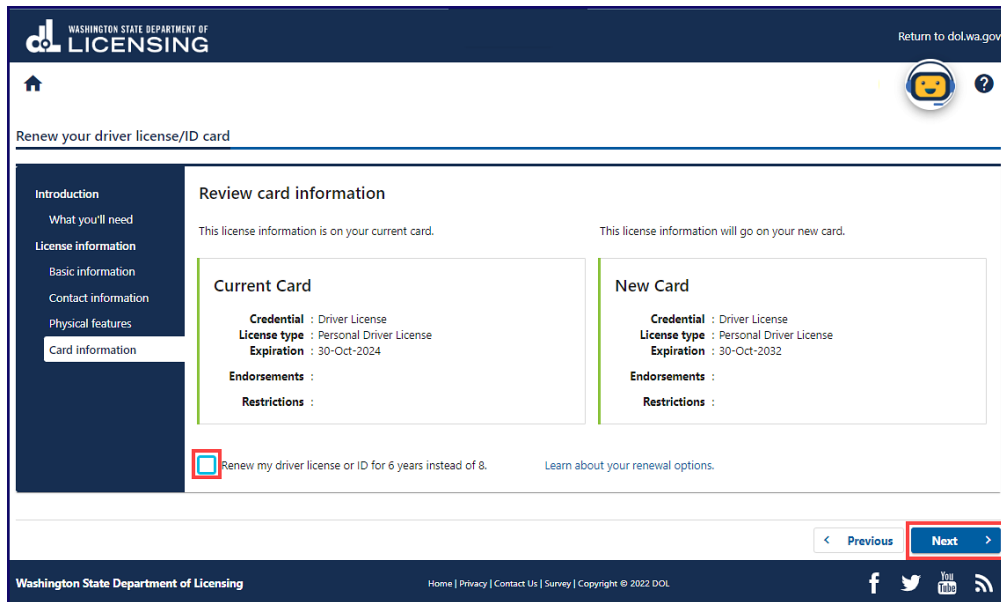 WASHINGTON STATE DEPARTMENT OF
LICENSING
Return to dol.wa.gov
Renew your driver license/ID card
Introduction
What you'll need
License information
Basic information
Contact information
Physical features
Card information
Review card information
This license information is on your current card.
Current Card
Credential : Driver License
License type : Personal Driver License
Expiration : 30-Oct-2024
Endorsements :
Restrictions :
This license information will go on your new card.
New Card
Credential : Driver License
License type : Personal Driver License
Expiration : 30-Oct-2032
Endorsements :
Restrictions :
Renew my driver license or ID for 6 years instead of 8.
Learn about your renewal options.
< Previous
Next >
Washington State Department of Licensing
Home | Privacy | Contact Us | Survey | Copyright © 2022 DOL
You
Tube